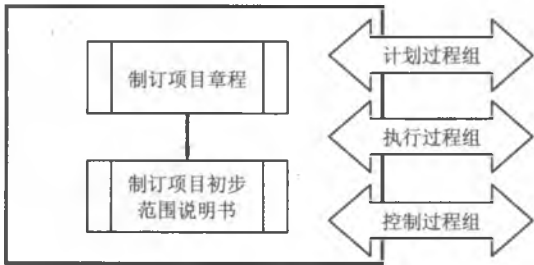 制订项目章程
制订项目初步
范围说明书
计划过程组
执行过程组
控制过程组